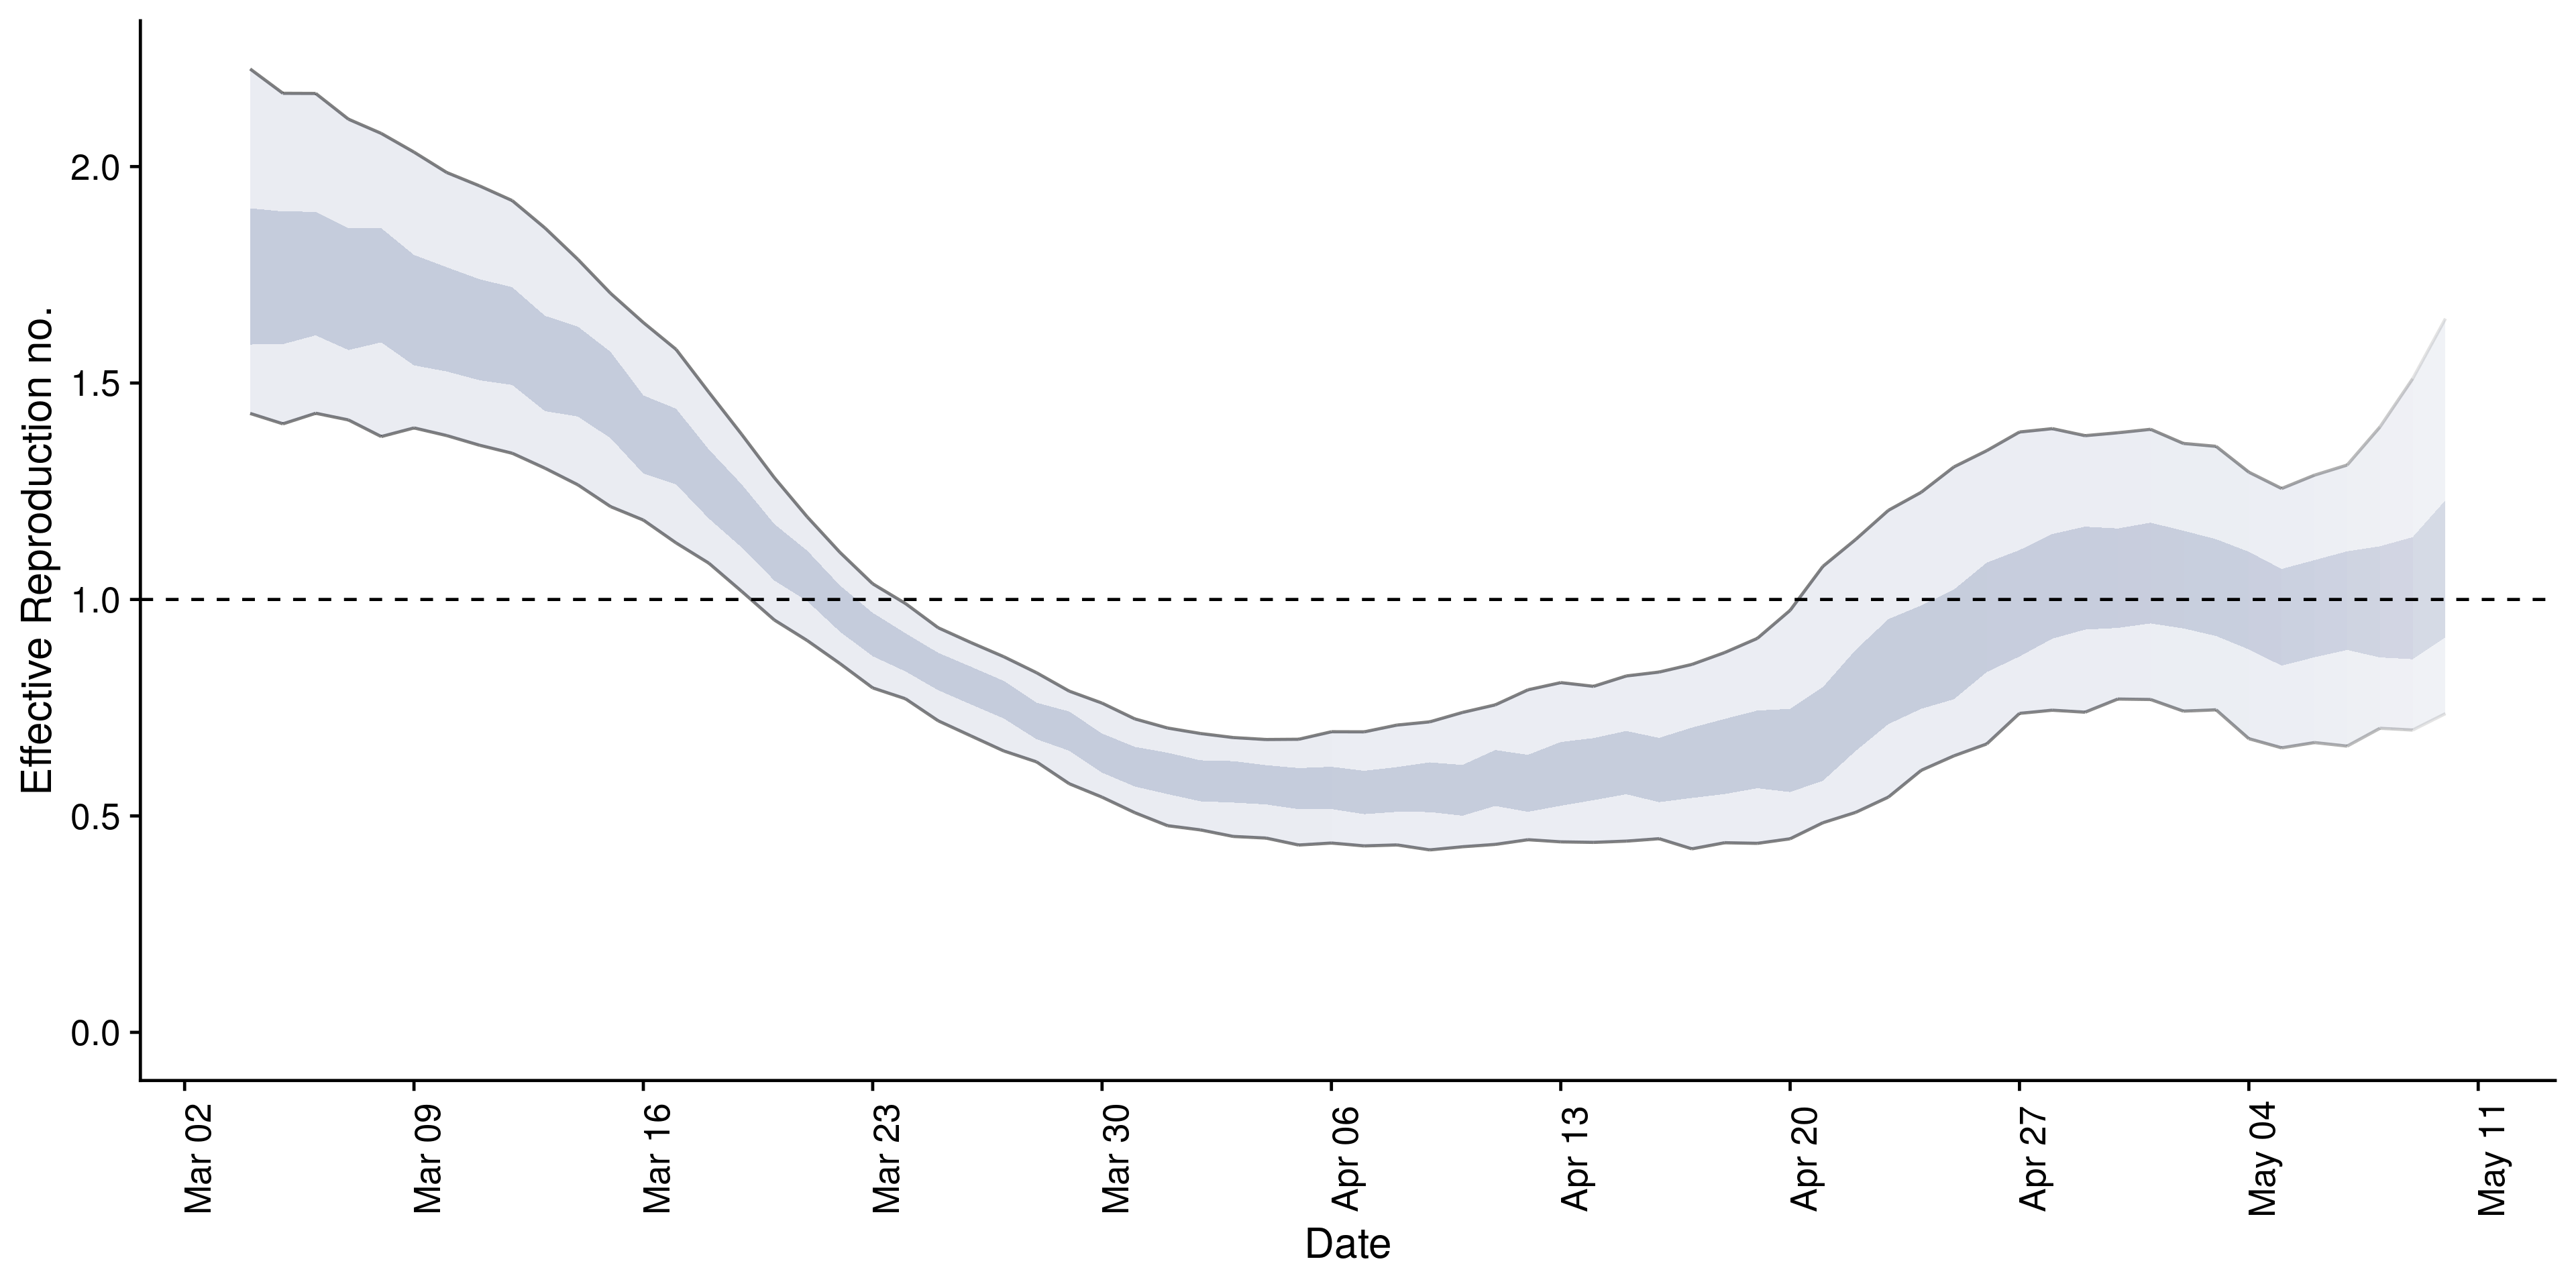 Effective Reproduction no.
2.0
1.5
1.0
0.5
0.0
Mar 02
Mar 09
Mar 16
Mar 23
Mar 30
Apr 06
Apr 13
Apr 20
Apr 27
May 04
May 11
Date